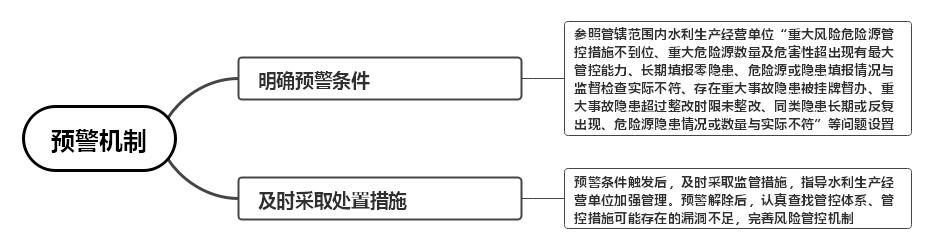 预警机制
明确预警条件
参照管辖范围内水利生产经营单位“重大风险危险源管
控措施不到位、重大危险源数量及危害性超出现有最大
管控能力、长期填报零隐患、危险源或隐患填报情况与
监督检查实际不符、存在重大事故隐患被挂牌督办、重
大事故隐患超过整改时限未整改、同类隐患长期或反复
出现、危险源隐患情况或数量与实际不符”等问题设置
及时采取处置措施
预警条件触发后，及时采取监管措施，指导水利生产经
营单位加强管理。预警解除后，认真查找管控体系、管
控措施可能存在的漏洞不足，完善风险管控机制